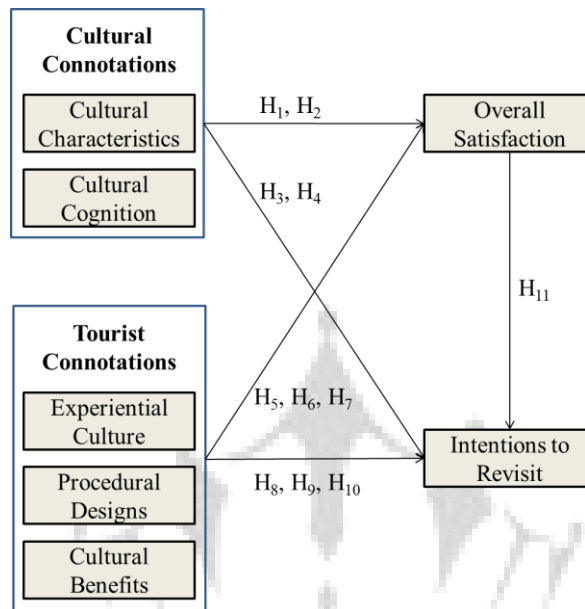 Cultural
Connotations
Cultural
Characteristics
Cultural
Cognition
H1, H2
H3, H4
Overall
Satisfaction
H11
Tourist
Connotations
Experiential
Culture
Procedural
Designs
Cultural
Benefits
H5, H6, H7
H8, H9, H10
Intentions to
Revisit